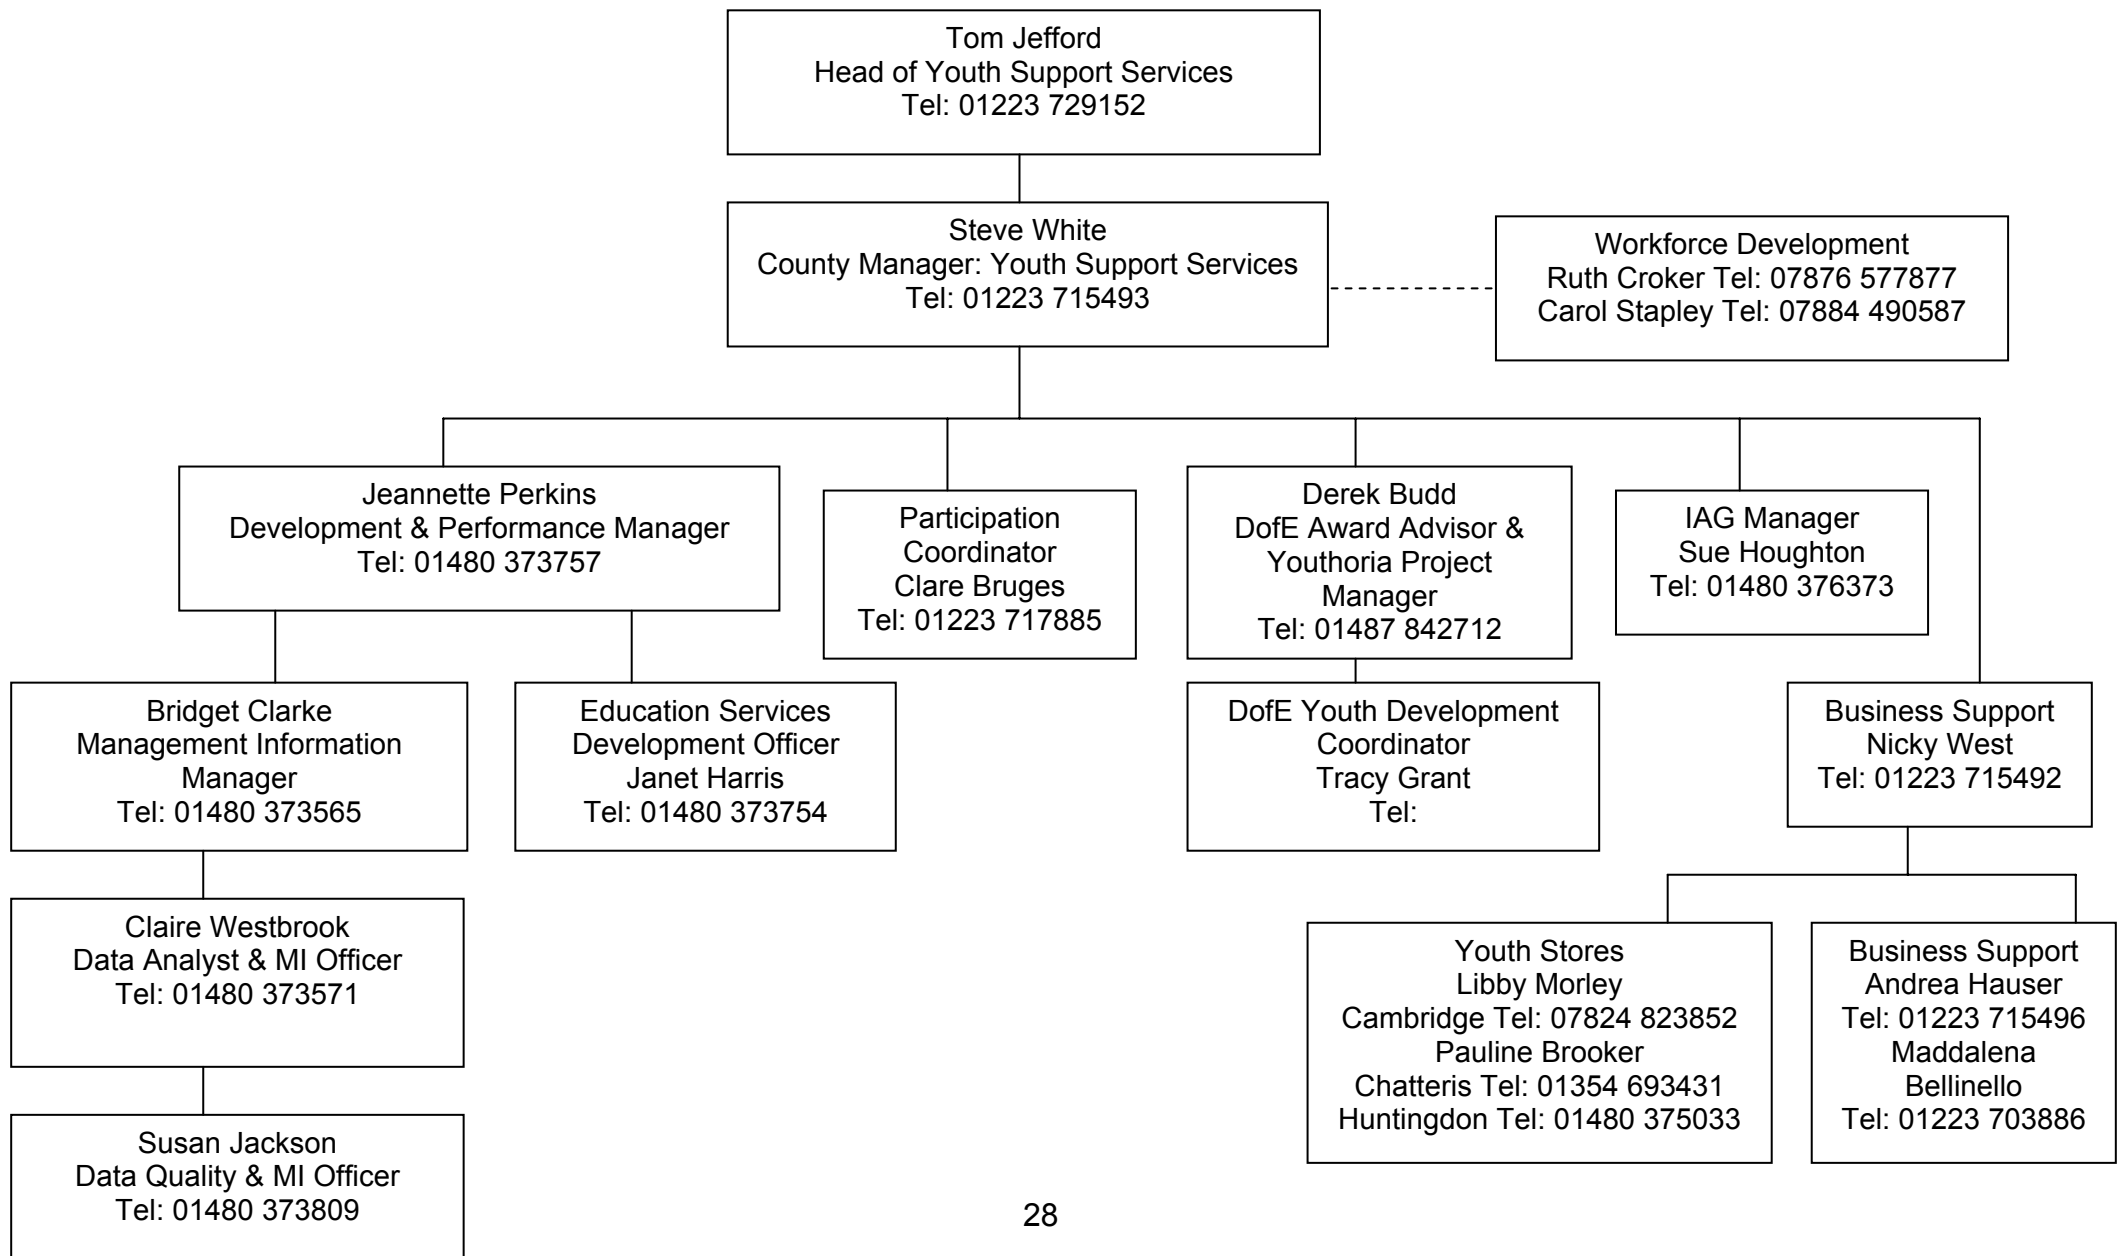 Tom Jefford
Head of Youth Support Services
Tel: 01223 729152
Steve White
County Manager: Youth Support Services
Tel: 01223 715493
Workforce Development
Ruth Croker Tel: 07876 577877
Carol Stapley Tel: 07884 490587
Jeannette Perkins
Development & Performance Manager
Tel: 01480 373757
Participation
Coordinator
Clare Bruges
Tel: 01223 717885
Derek Budd
DofE Award Advisor &
Youthoria Project
Manager
Tel: 01487 842712
IAG Manager
Sue Houghton
Tel: 01480 376373
Bridget Clarke
Management Information
Manager
Tel: 01480 373565
Education Services
Development Officer
Janet Harris
Tel: 01480 373754
DofE Youth Development
Coordinator
Tracy Grant
Tel:
Business Support
Nicky West
Tel: 01223 715492
Claire Westbrook
Data Analyst & MI Officer
Tel: 01480 373571
Youth Stores
Libby Morley
Cambridge Tel: 07824 823852
Pauline Brooker
Chatteris Tel: 01354 693431
Huntingdon Tel: 01480 375033
Business Support
Andrea Hauser
Tel: 01223 715496
Maddalena
Bellinello
Tel: 01223 703886
Susan Jackson
Data Quality & MI Officer
Tel: 01480 373809
28